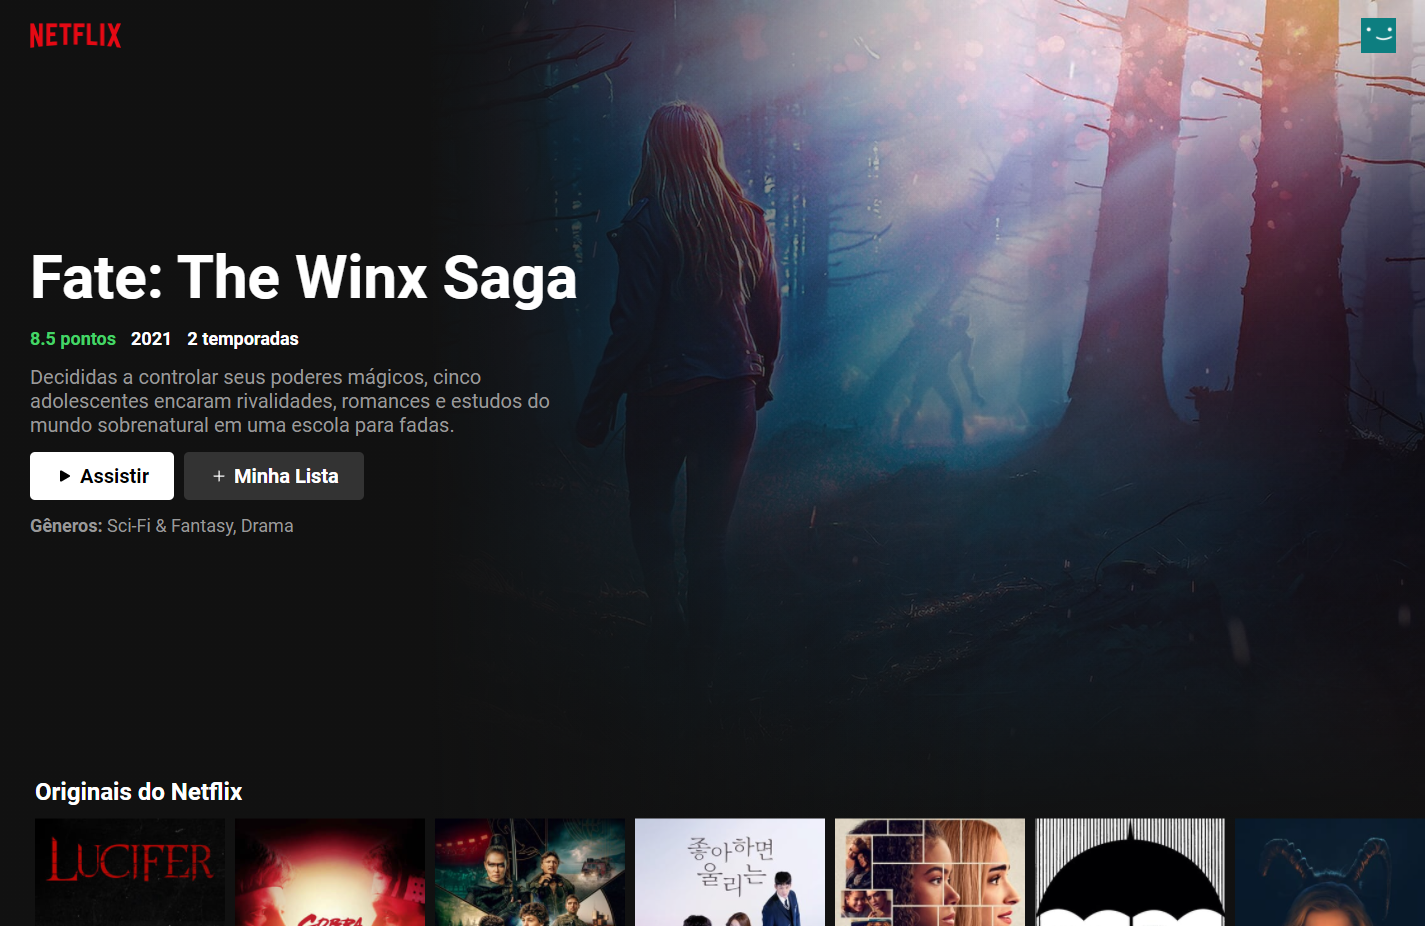 NETFLIX
Fate: The Winx Saga
8.5 pontos 2021 2 temporadas
Decididas a controlar seus poderes mágicos, cinco
adolescentes encaram rivalidades, romances e estudos do
mundo sobrenatural em uma escola para fadas.
Assistir + Minha Lista
Gêneros: Sci-Fi & Fantasy, Drama
Originais do Netflix
LUCIFER
COBRA
좋아하면
울리는